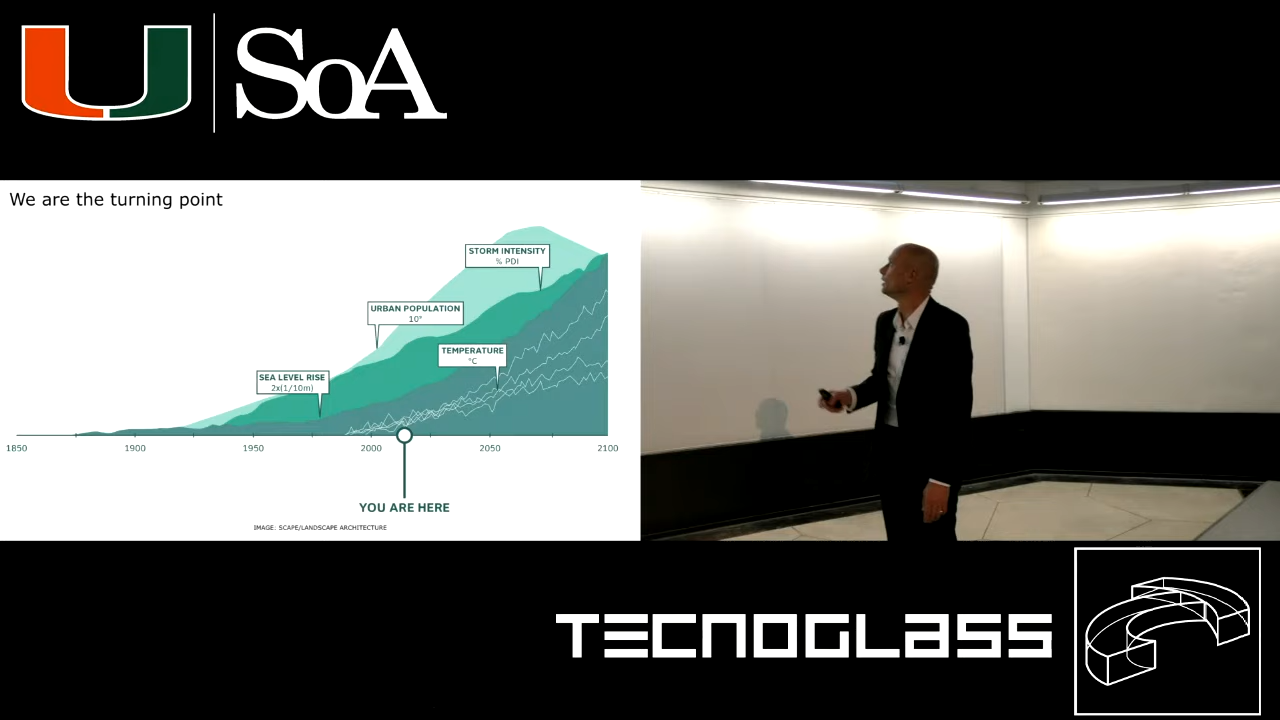 U SoA
We are the turning point
STORM INTENSITY
% PDI
URBAN POPULATION
10⁹
TEMPERATURE
°C
SEA LEVEL RISE
2x(1/10m)
1850 1900 1950 2000 2050 2100
YOU ARE HERE
IMAGE: SCAPE/LANDSCAPE ARCHITECTURE
TECNOGLASS